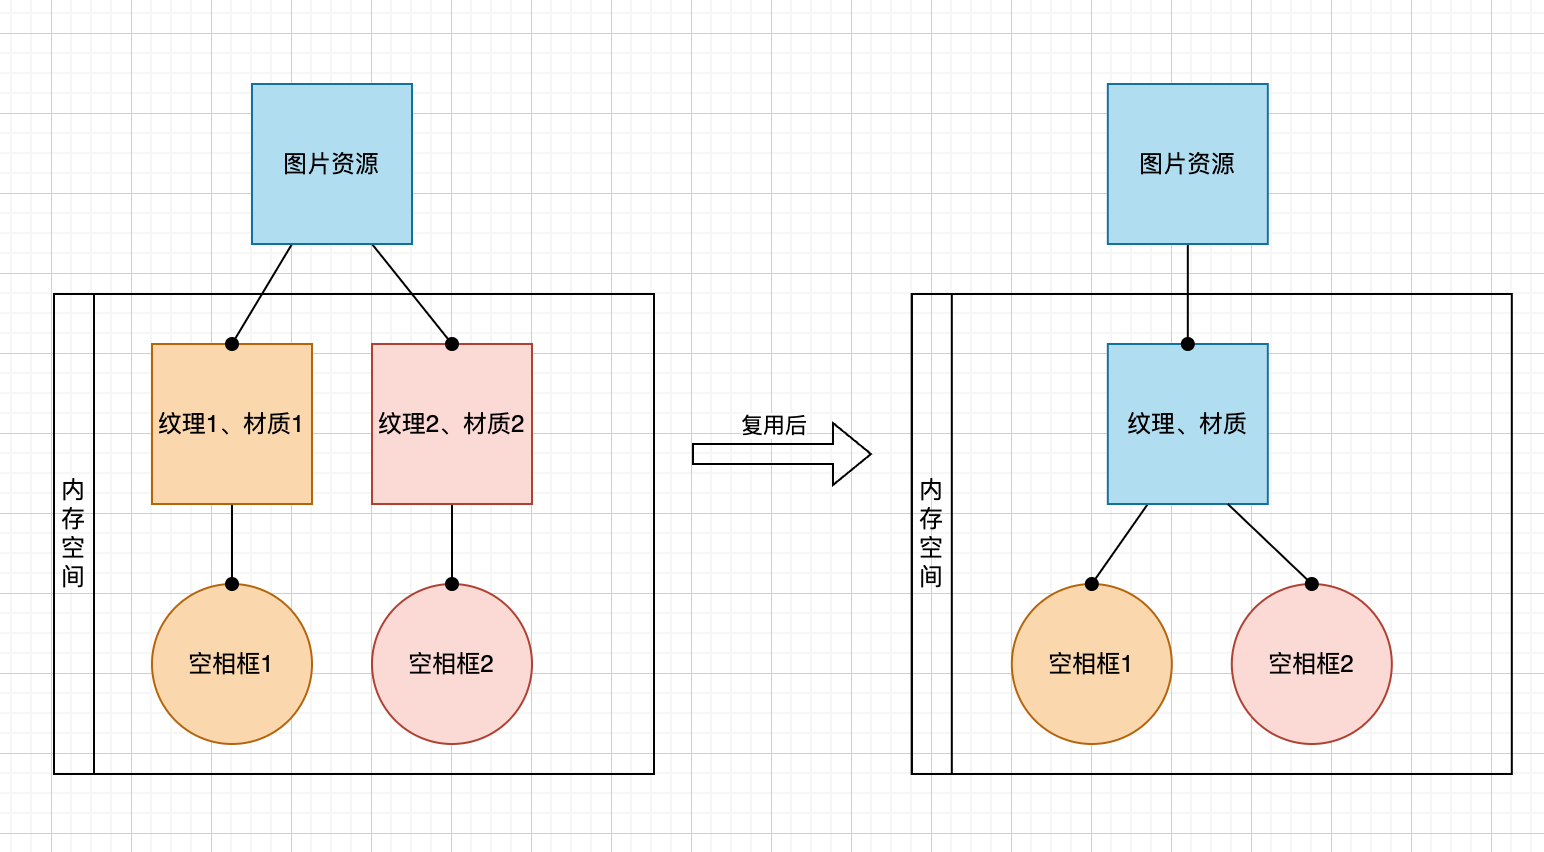 图片资源
图片资源
纹理1、材质1
纹理2、材质2
复用后
纹理、材质
内存空间
内存空间
空相框1
空相框2
空相框1
空相框2